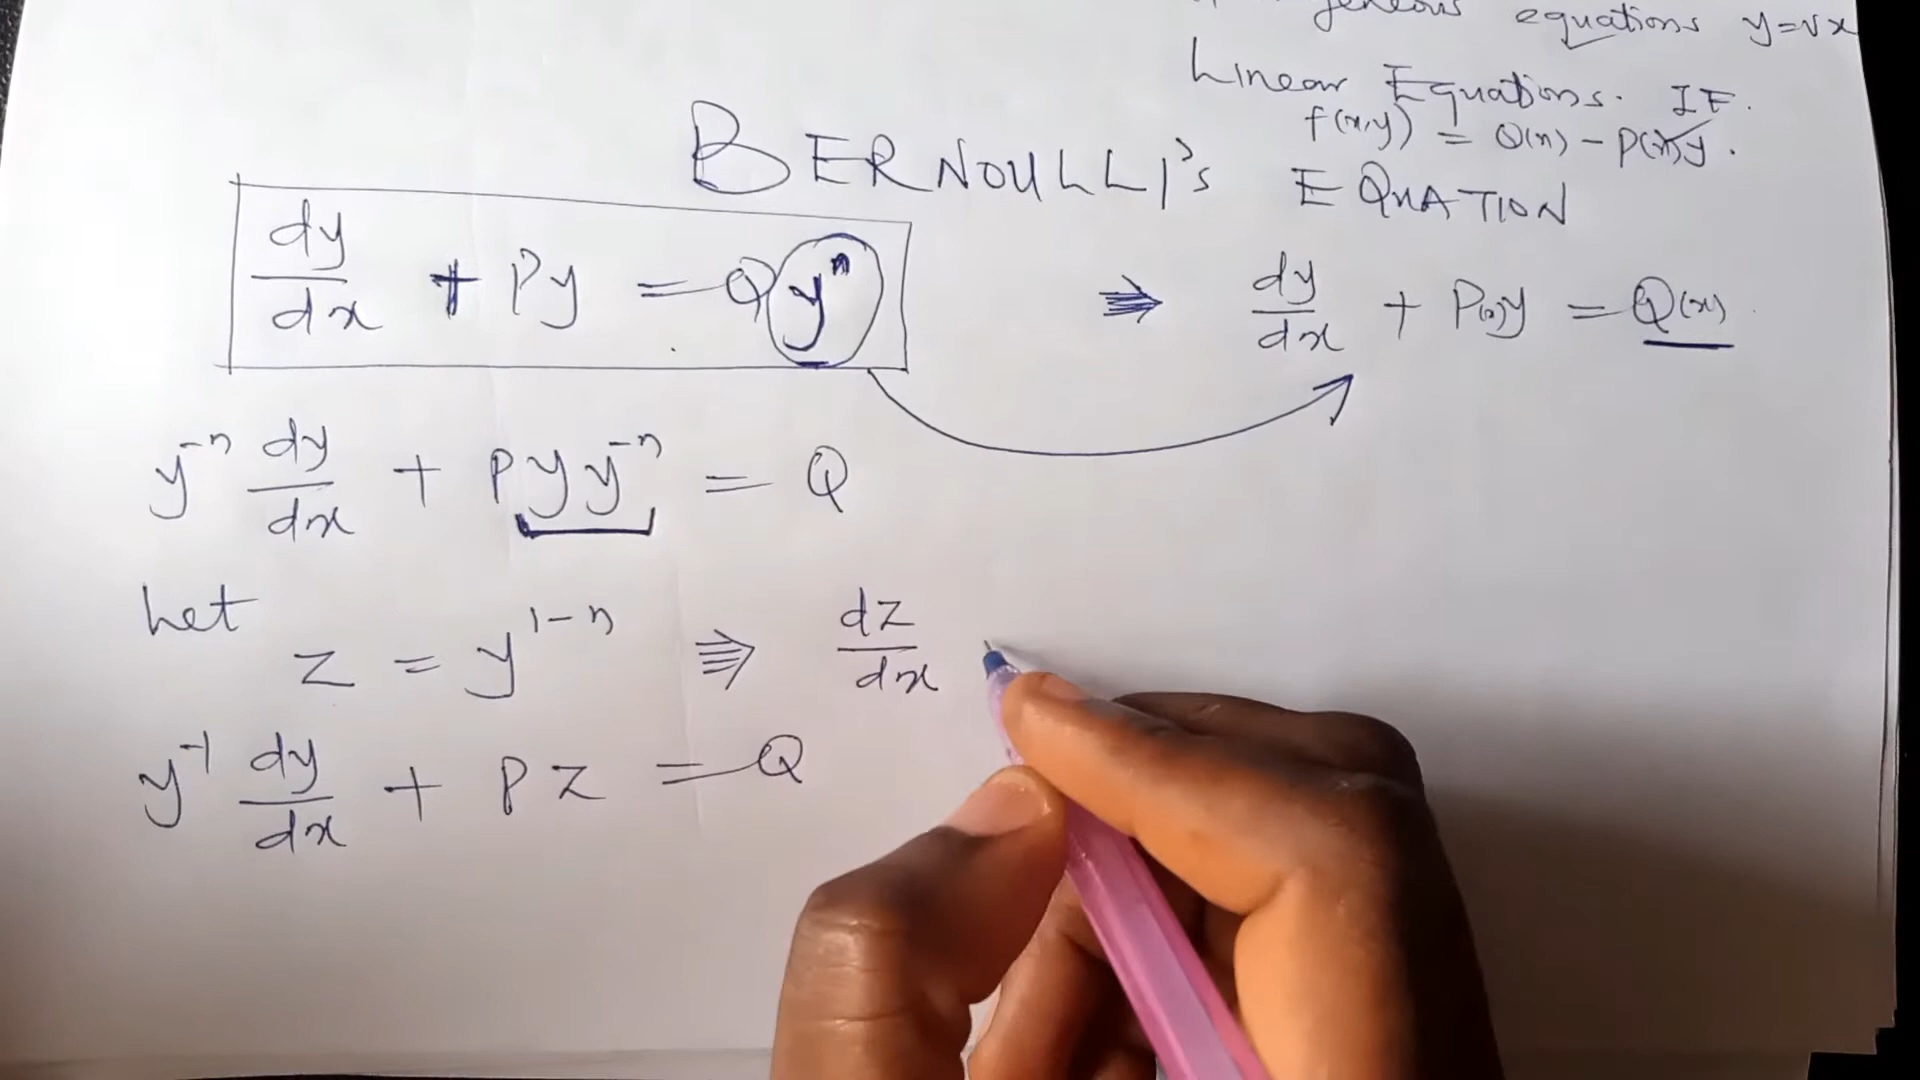 equations y=vx
Linear Equations. IF.
f(x,y) = Q(x) - P(x)y.
BERNOULLI's EQUATION
dy/dx + Py = Qy^n ⇒ dy/dx + P(x)y = Q(x)
y^-n dy/dx + Pyy^-n = Q
Let
z = y^1-n ⇒ dz/dx
y^-1 dy/dx + Pz = Q